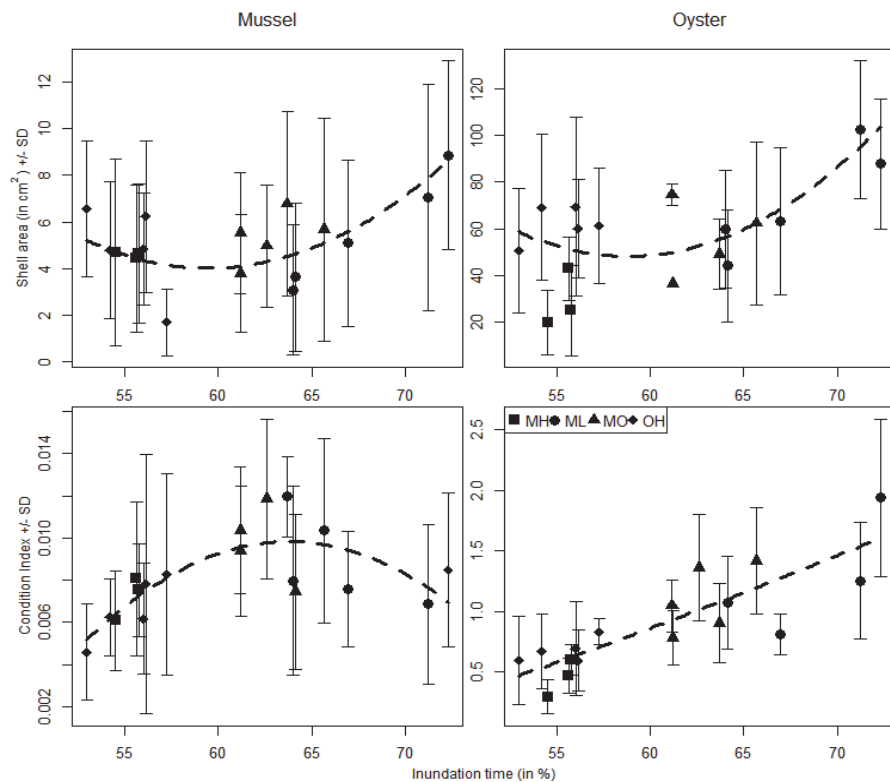 Mussel
Oyster
Shell area (in cm²) +/- SD
0 2 4 6 8 10 12
55 60 65 70
20 40 60 80 100 120
55 60 65 70
Condition Index +/- SD
0.002 0.006 0.010 0.014
55 60 65 70
MH ML MO OH
0.5 1.0 1.5 2.0 2.5
55 60 65 70
Inundation time (in %)